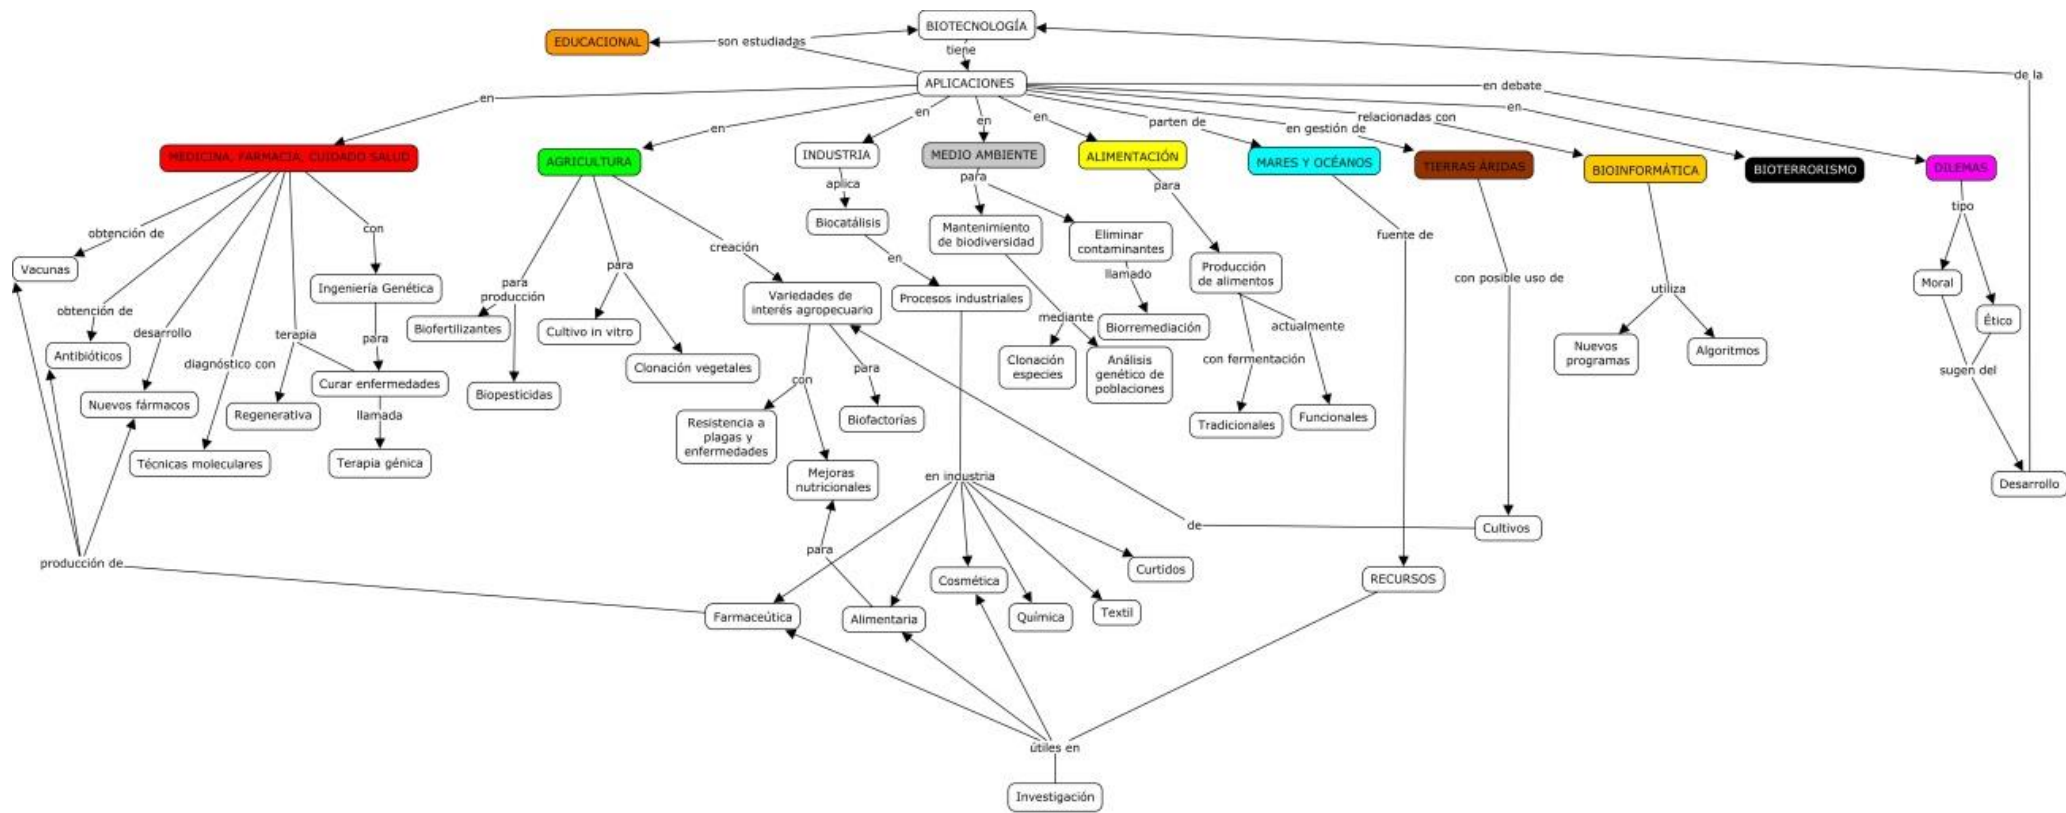 BIOTECNOLOGÍA
EDUCACIONAL
son estudiadas
tiene
de la
APLICACIONES
en debate
en
en
relacionadas con
en
en
parten de
en
en
en gestión de
en
MEDICINA, FARMACIA, CUIDADO SALUD
AGRICULTURA
INDUSTRIA
MEDIO AMBIENTE
ALIMENTACIÓN
MARES Y OCÉANOS
TIERRAS ÁRIDAS
BIOINFORMÁTICA
BIOTERRORISMO
DILEMAS
aplica
para
para
tipo
obtención de
con
creación
Biocatálisis
Mantenimiento
de biodiversidad
Eliminar
contaminantes
fuente de
Vacunas
para
en
llamado
Producción
de alimentos
con posible uso de
Moral
Ingeniería Genética
para
producción
Variedades de
interés agropecuario
Procesos industriales
utiliza
obtención de
desarrollo
terapia
para
Biofertilizantes
Cultivo in vitro
mediante
Biorremediación
actualmente
Ético
Antibióticos
diagnóstico con
Clonación vegetales
con
para
Clonación
especies
Análisis
genético de
poblaciones
con fermentación
Nuevos
programas
Algoritmos
sugen del
Curar enfermedades
Biopesticidas
Nuevos fármacos
Regenerativa
llamada
Resistencia a
plagas y
enfermedades
Biofactorías
Tradicionales
Funcionales
Técnicas moleculares
Terapia génica
Mejoras
nutricionales
en industria
Desarrollo
de
Cultivos
para
producción de
Cosmética
Curtidos
RECURSOS
Farmaceútica
Alimentaria
Química
Textil
útiles en
Investigación